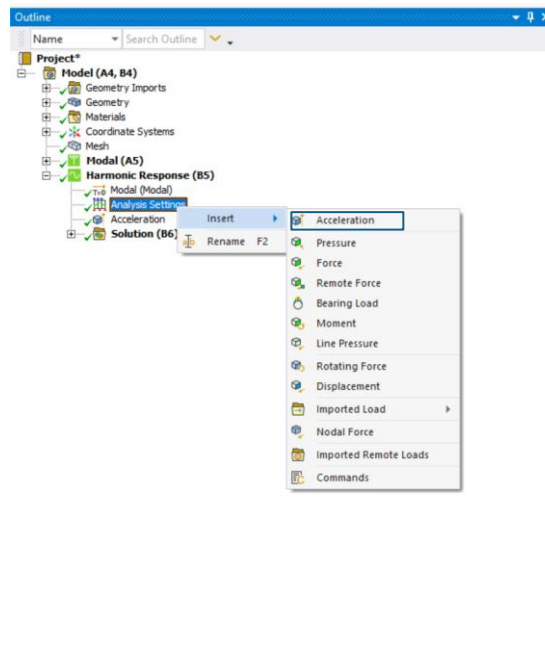 Outline
Name Search Outline
Project*
Model (A4, B4)
Geometry Imports
Geometry
Materials
Coordinate Systems
Mesh
Modal (A5)
Harmonic Response (B5)
T=0 Modal (Modal)
Analysis Settings
Acceleration
Solution (B6)
Insert
Rename F2
Acceleration
Pressure
Force
Remote Force
Bearing Load
Moment
Line Pressure
Rotating Force
Displacement
Imported Load
Nodal Force
Imported Remote Loads
Commands